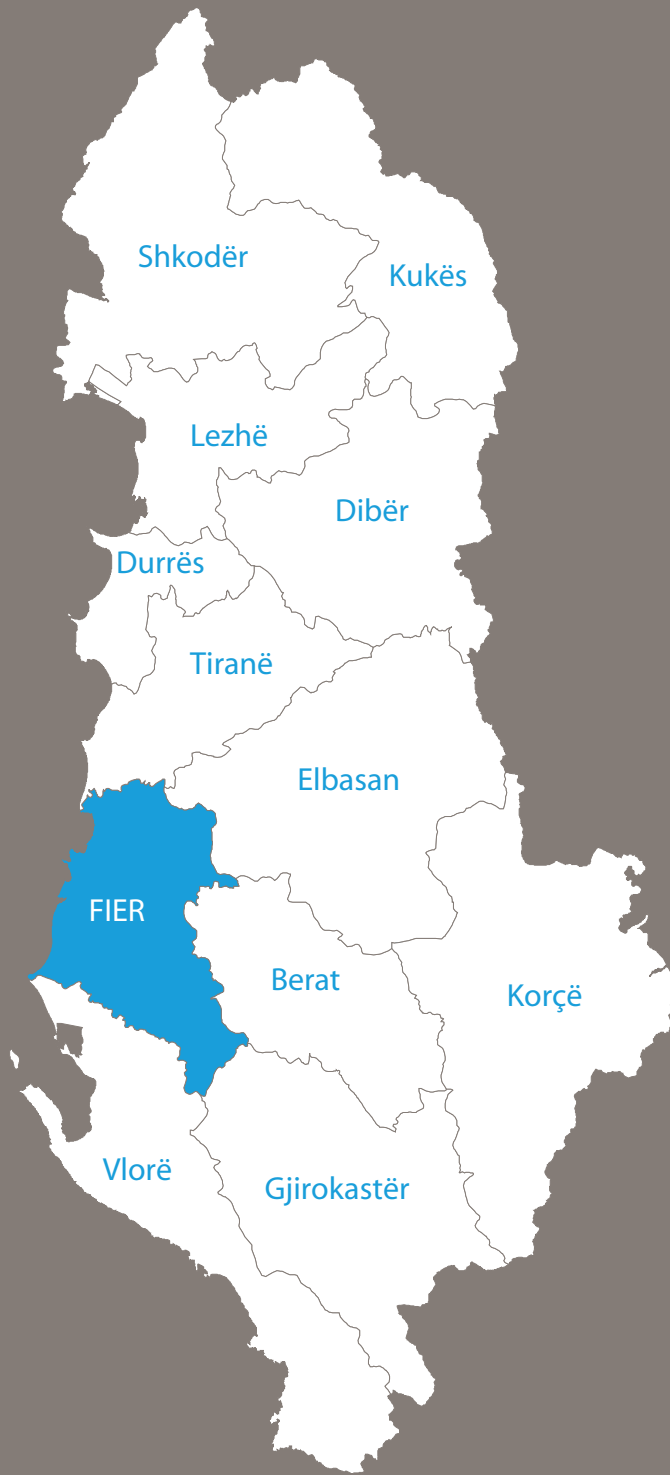 Shkodër
Kukës
Lezhë
Dibër
Durrës
Tiranë
Elbasan
FIER
Berat
Korçë
Vlorë
Gjirokastër